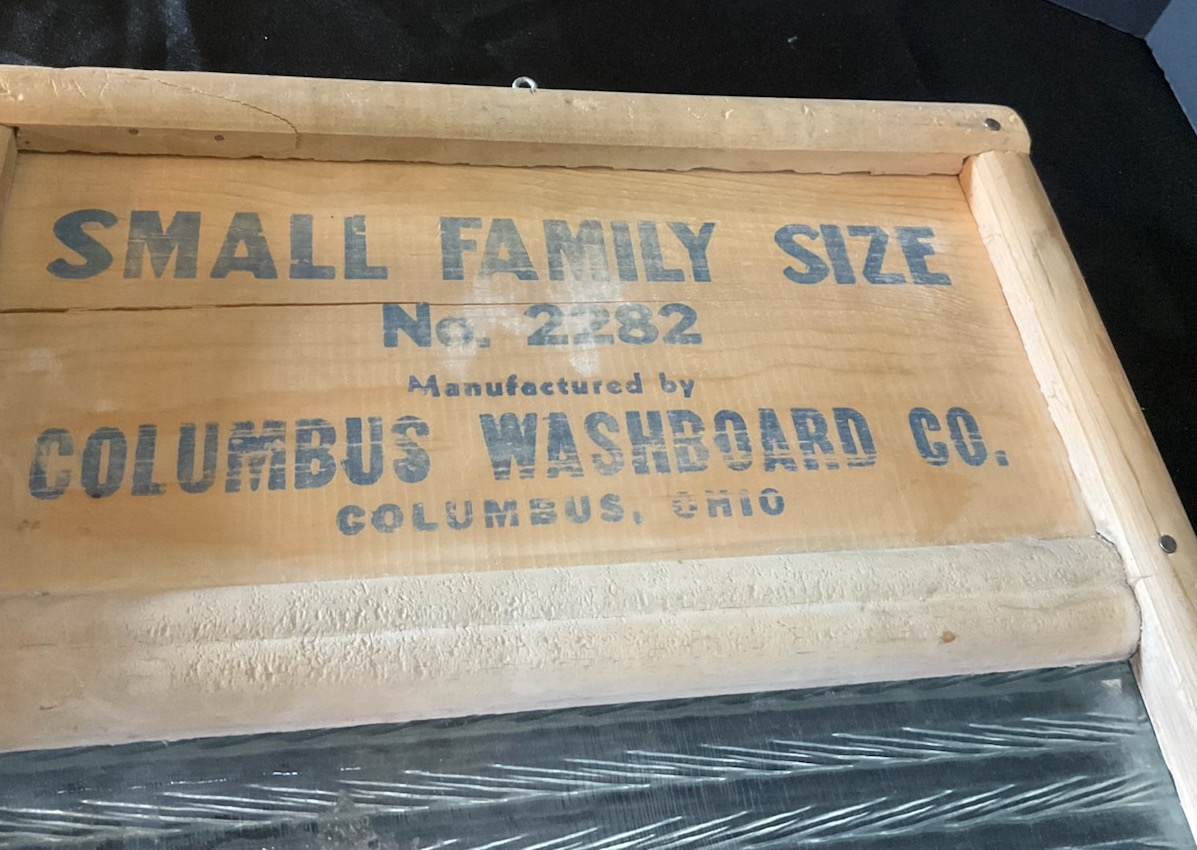 SMALL FAMILY SIZE
No. 2282
Manufactured by
COLUMBUS WASHBOARD CO.
COLUMBUS, OHIO